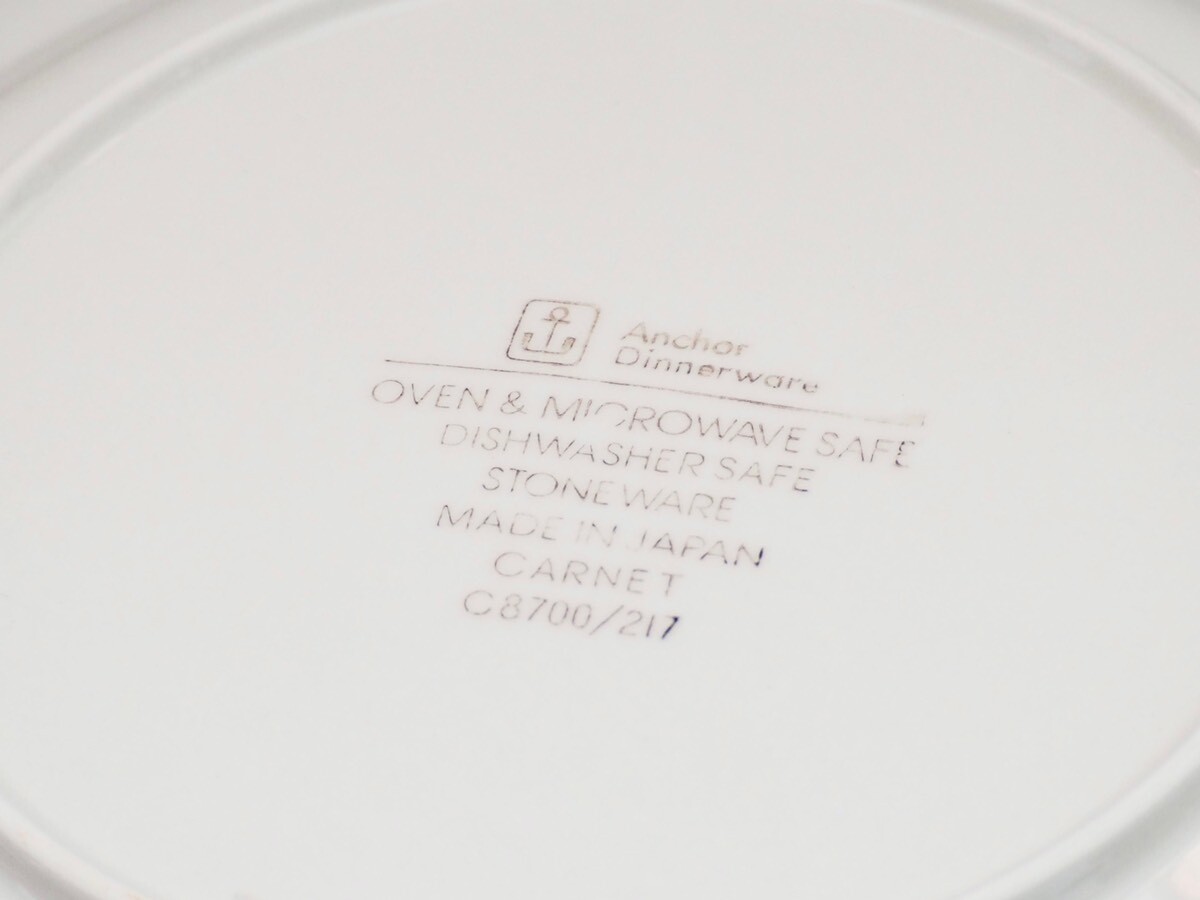 Anchor
Dinnerware
OVEN & MICROWAVE SAFE
DISHWASHER SAFE
STONEWARE
MADE IN JAPAN
CARNET
C8700/217